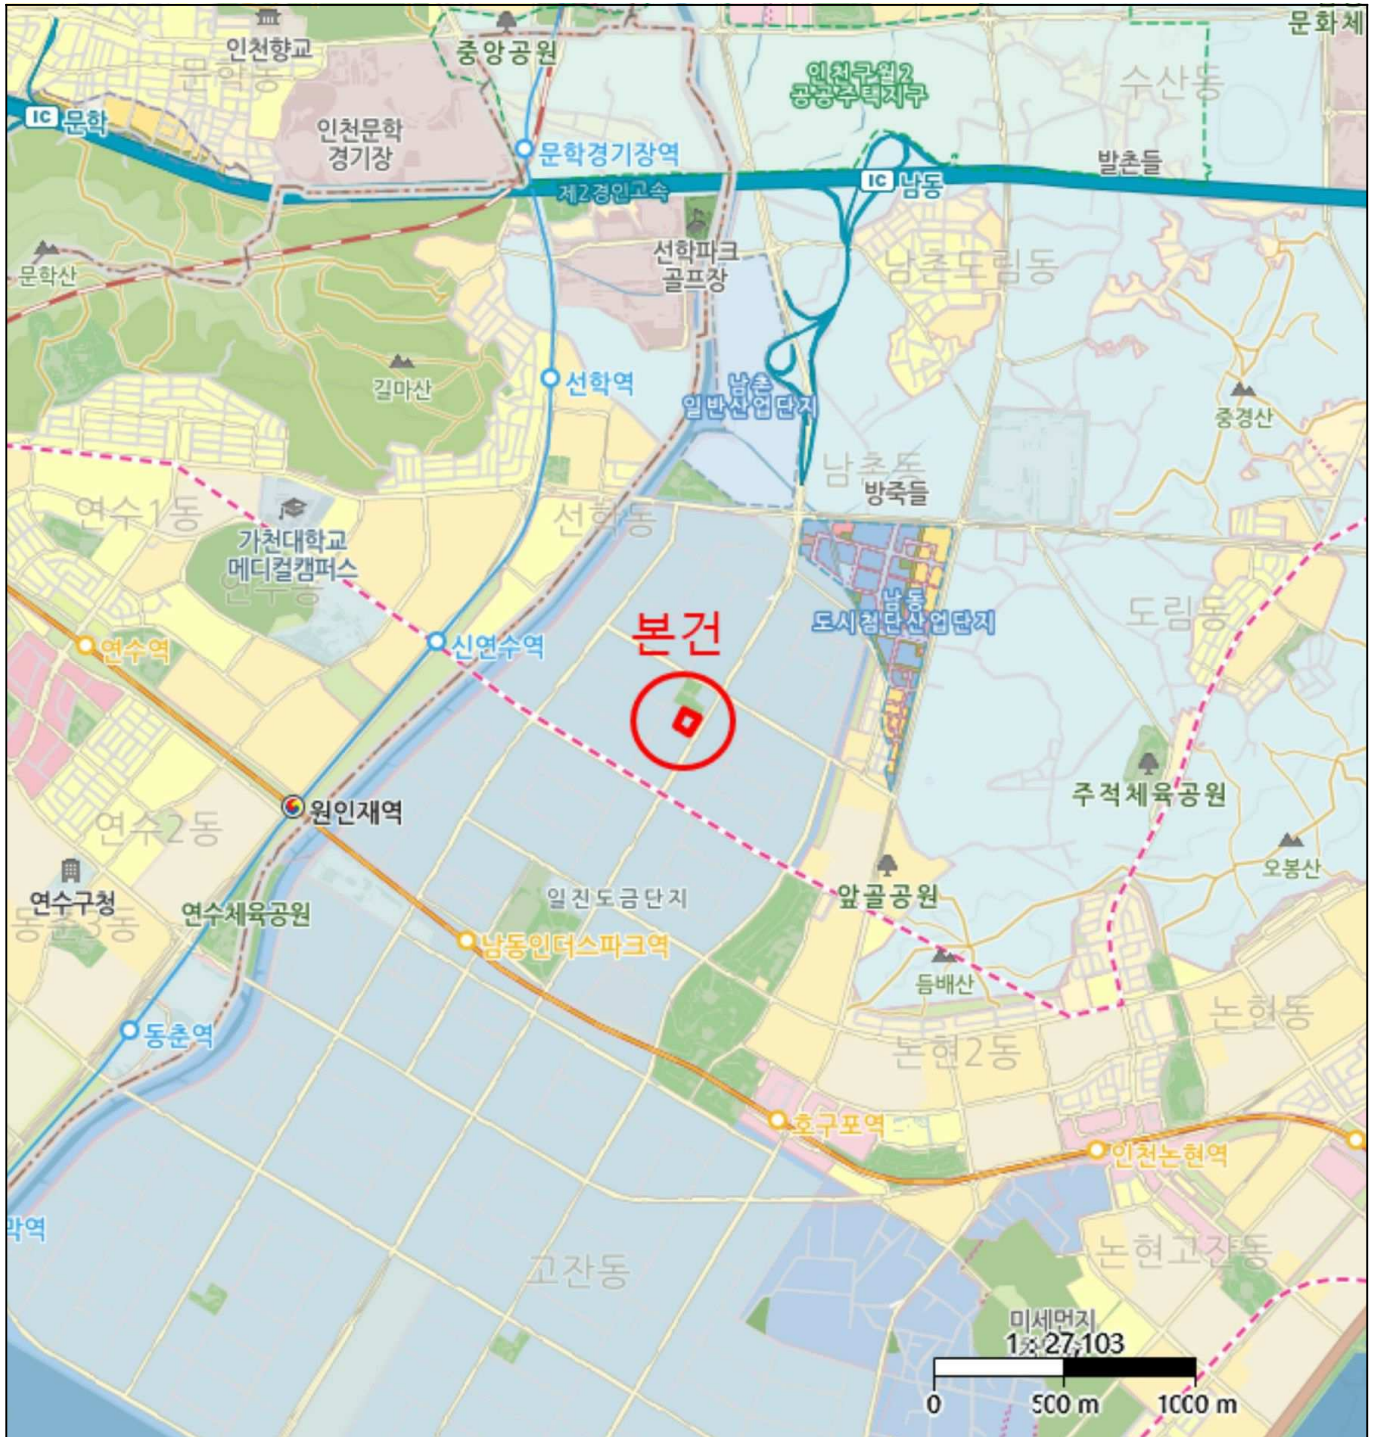 문화체
인천향교
문학동
중앙공원
인천구월2
공공주택지구
수산동
IC 문학
인천문학
경기장
문학경기장역
발촌들
제2경인고속
IC 남동
선학파크
골프장
남촌도림동
문학산
길마산
선학역
남촌
일반산업단지
중경산
남촌동
방죽들
연수1동
선학동
가천대학교
메디컬캠퍼스
연수동
남동
도시첨단산업단지
도림동
본건
연수역
신연수역
주적체육공원
원인재역
연수2동
오봉산
연수구청
동춘3동
연수체육공원
일진도금단지
앞골공원
남동인더스파크역
듬배산
동춘역
논현동
논현2동
호구포역
인천논현역
막역
고잔동
논현고잔동
미세먼지
1 : 27,103
0 500 m 1000 m